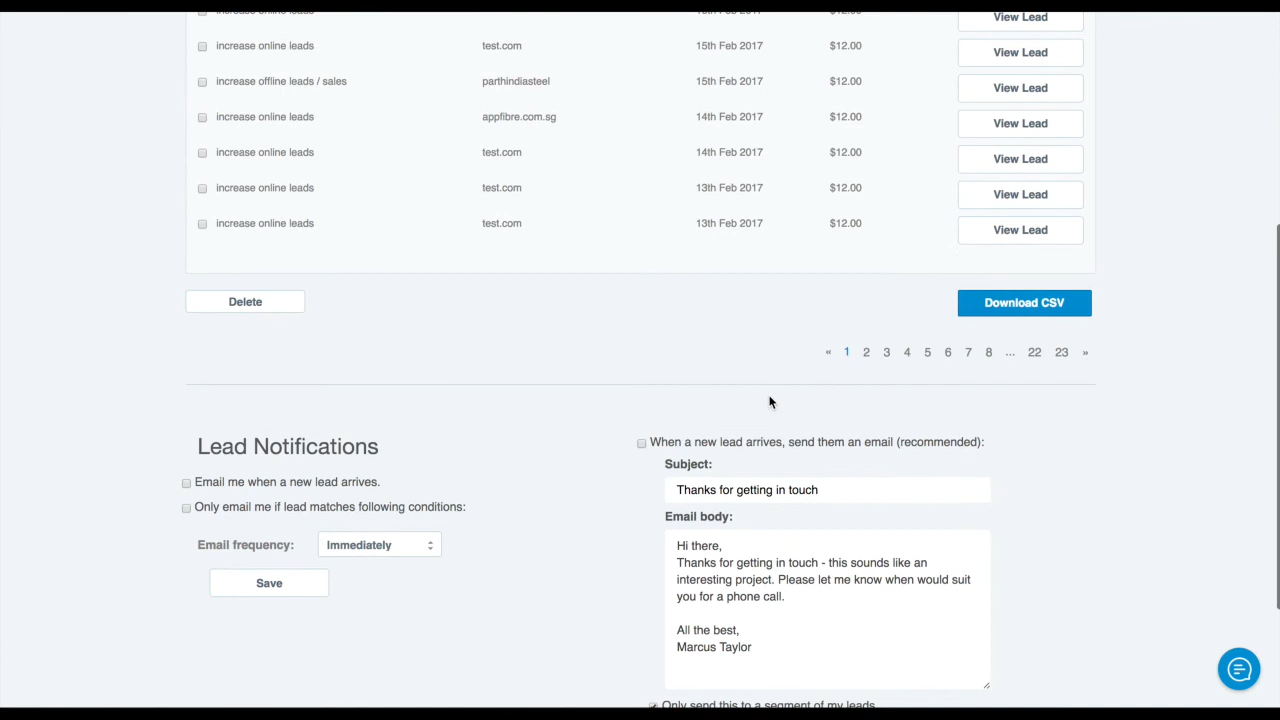 increase online leads $12.00 View Lead
increase online leads test.com 15th Feb 2017 $12.00 View Lead
increase offline leads / sales parthindiasteel 15th Feb 2017 $12.00 View Lead
increase online leads appfibre.com.sg 14th Feb 2017 $12.00 View Lead
increase online leads test.com 14th Feb 2017 $12.00 View Lead
increase online leads test.com 13th Feb 2017 $12.00 View Lead
increase online leads test.com 13th Feb 2017 $12.00 View Lead
Delete Download CSV
« 1 2 3 4 5 6 7 8 ... 22 23 »
Lead Notifications
Email me when a new lead arrives.
Only email me if lead matches following conditions:
Email frequency: Immediately
Save
When a new lead arrives, send them an email (recommended):
Subject:
Thanks for getting in touch
Email body:
Hi there,
Thanks for getting in touch - this sounds like an
interesting project. Please let me know when would suit
you for a phone call.
All the best,
Marcus Taylor
Only send this to a segment of my leads